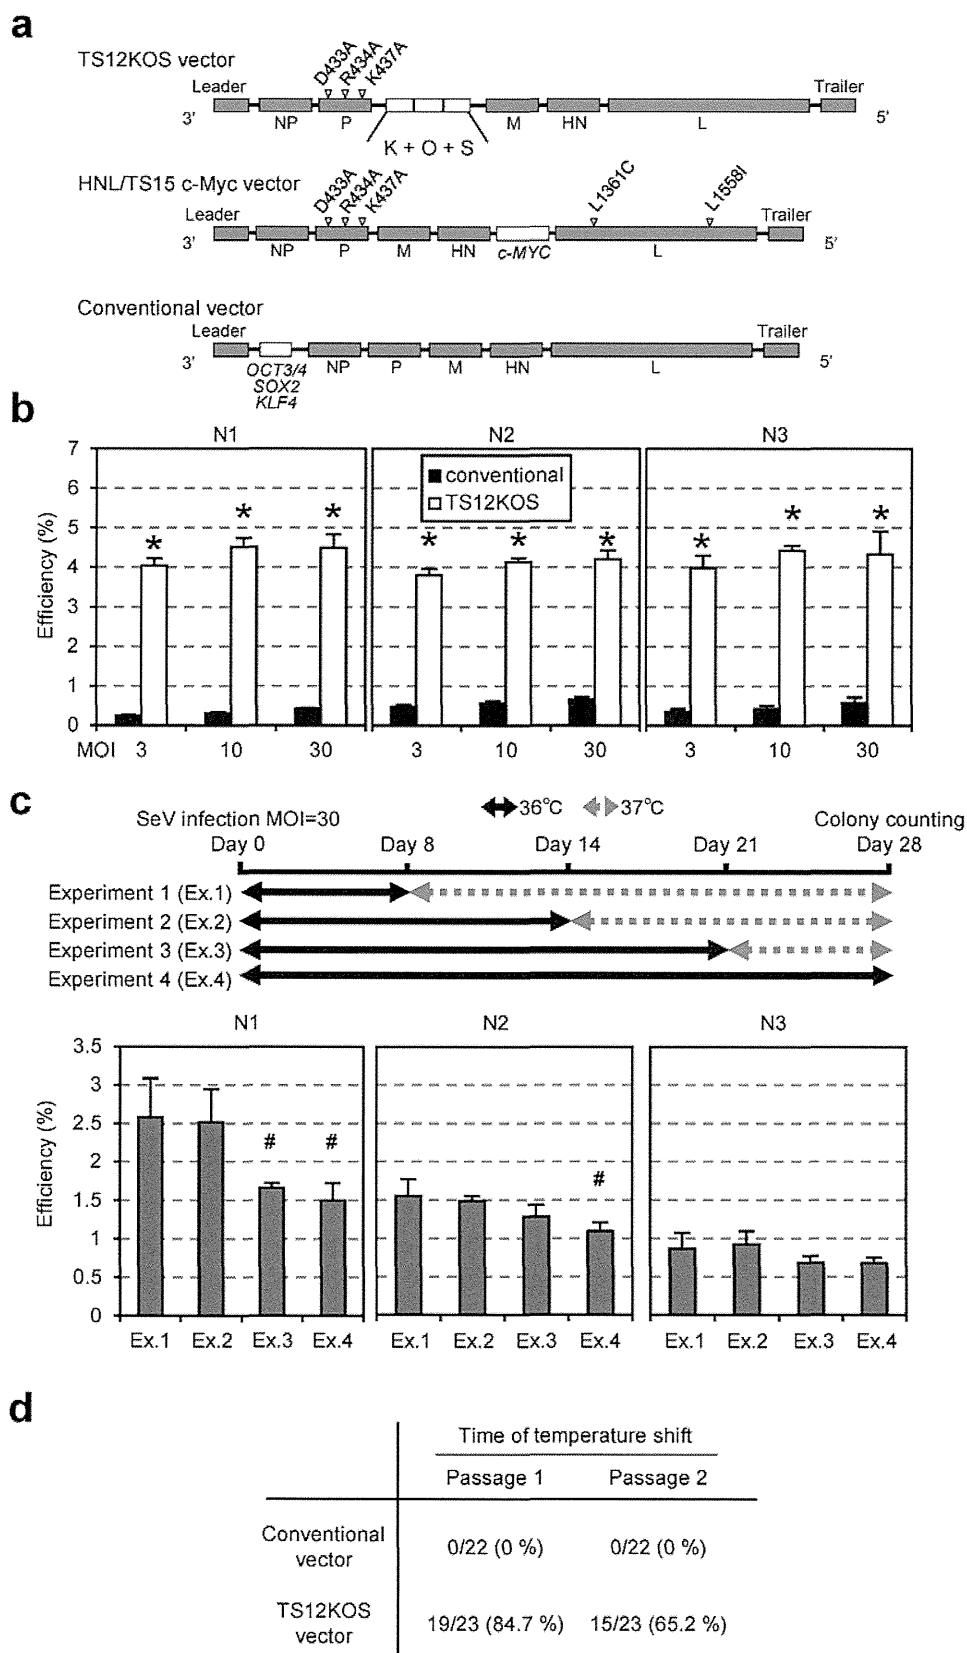 a
TS12KOS vector
D433A R434A K437A
Leader Trailer
3' 5'
NP P M HN L
K + O + S
HNL/TS15 c-Myc vector
D433A R434A K437A L1361C L1558I
Leader Trailer
3' 5'
NP P M HN c-MYC L
Conventional vector
Leader Trailer
3' 5'
OCT3/4 NP P M HN L
SOX2
KLF4
b
N1 N2 N3
Efficiency (%)
7
6
5
4
3
2
1
0
conventional
TS12KOS
* * * * * * * * *
MOI 3 10 30 3 10 30 3 10 30
c
36°C 37°C
SeV infection MOI=30 Colony counting
Day 0 Day 8 Day 14 Day 21 Day 28
Experiment 1 (Ex.1)
Experiment 2 (Ex.2)
Experiment 3 (Ex.3)
Experiment 4 (Ex.4)
N1 N2 N3
Efficiency (%)
3.5
3
2.5
2
1.5
1
0.5
0
# # #
Ex.1 Ex.2 Ex.3 Ex.4 Ex.1 Ex.2 Ex.3 Ex.4 Ex.1 Ex.2 Ex.3 Ex.4
d
Time of temperature shift
Passage 1 Passage 2
Conventional
vector
0/22 (0 %) 0/22 (0 %)
TS12KOS
vector
19/23 (84.7 %) 15/23 (65.2 %)